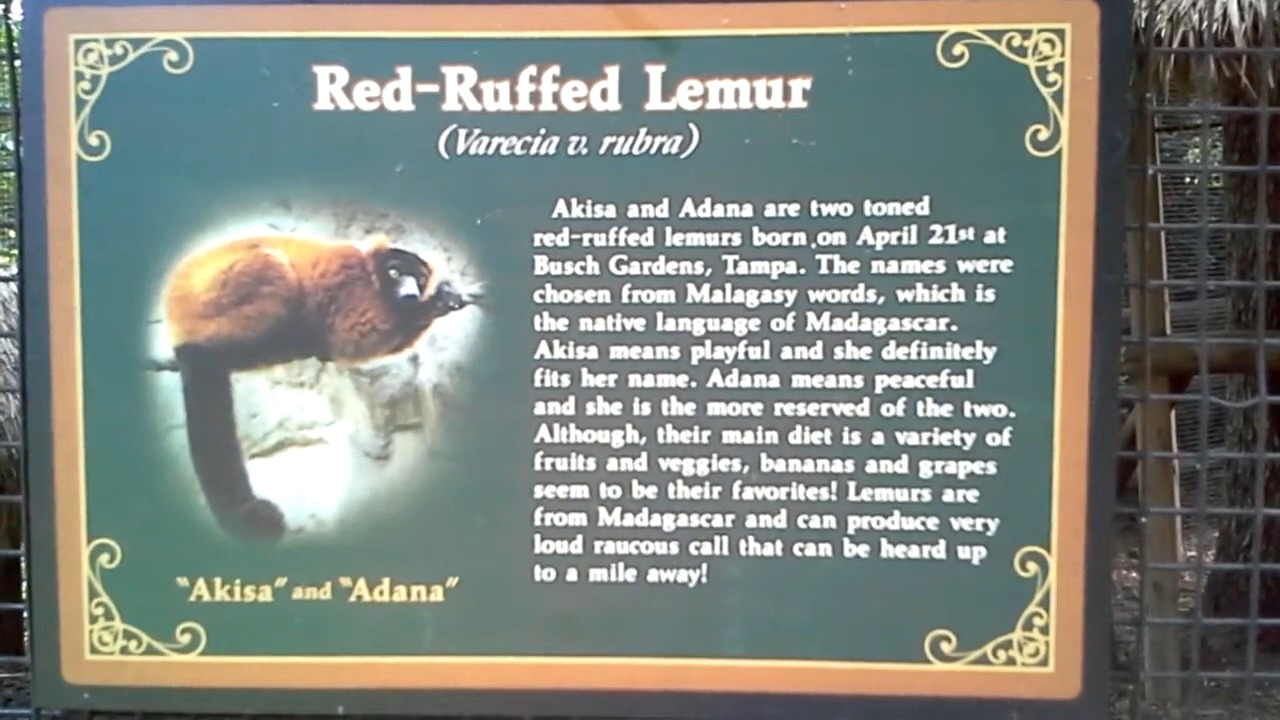 Red-Ruffed Lemur
(Varecia v. rubra)
Akisa and Adana are two toned
red-ruffed lemurs born on April 21st at
Busch Gardens, Tampa. The names were
chosen from Malagasy words, which is
the native language of Madagascar.
Akisa means playful and she definitely
fits her name. Adana means peaceful
and she is the more reserved of the two.
Although, their main diet is a variety of
fruits and veggies, bananas and grapes
seem to be their favorites! Lemurs are
from Madagascar and can produce very
loud raucous call that can be heard up
to a mile away!
"Akisa" and "Adana"